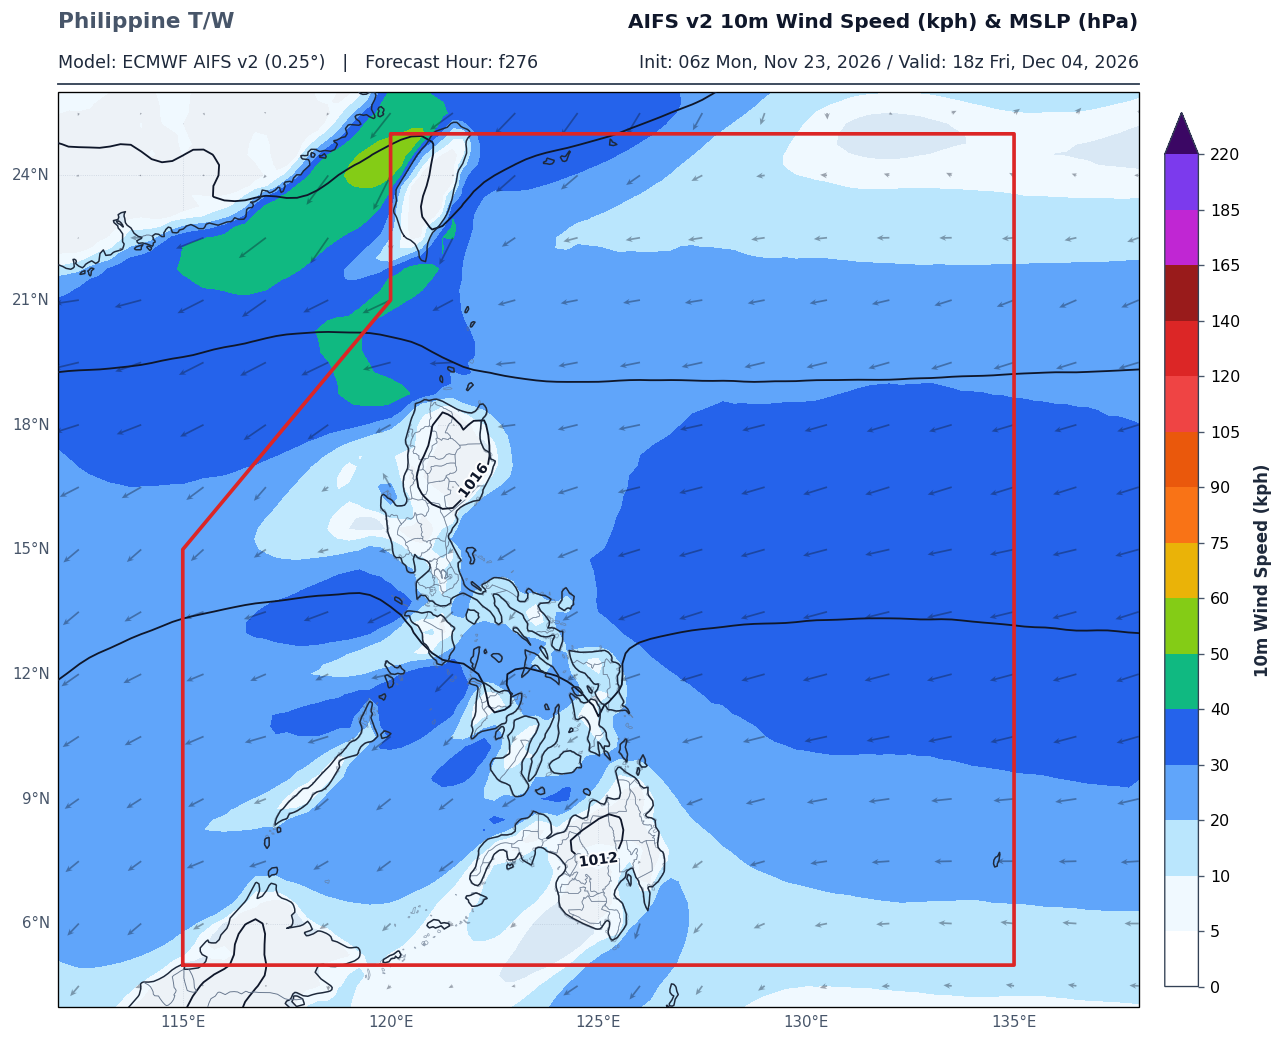 Philippine T/W
AIFS v2 10m Wind Speed (kph) & MSLP (hPa)
Model: ECMWF AIFS v2 (0.25°) | Forecast Hour: f276
Init: 06z Mon, Nov 23, 2026 / Valid: 18z Fri, Dec 04, 2026
24°N
21°N
18°N
15°N
12°N
9°N
6°N
1016
1012
115°E
120°E
125°E
130°E
135°E
220
185
165
140
120
105
90
75
60
50
40
30
20
10
5
0
10m Wind Speed (kph)